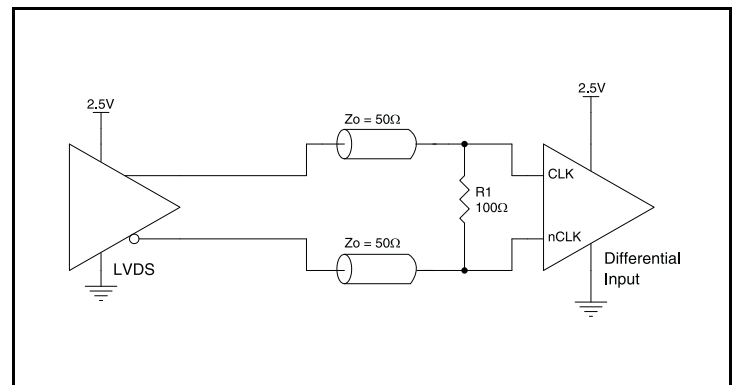 2.5V
2.5V
Zo = 50Ω
CLK
R1
100Ω
nCLK
Zo = 50Ω
LVDS
Differential
Input